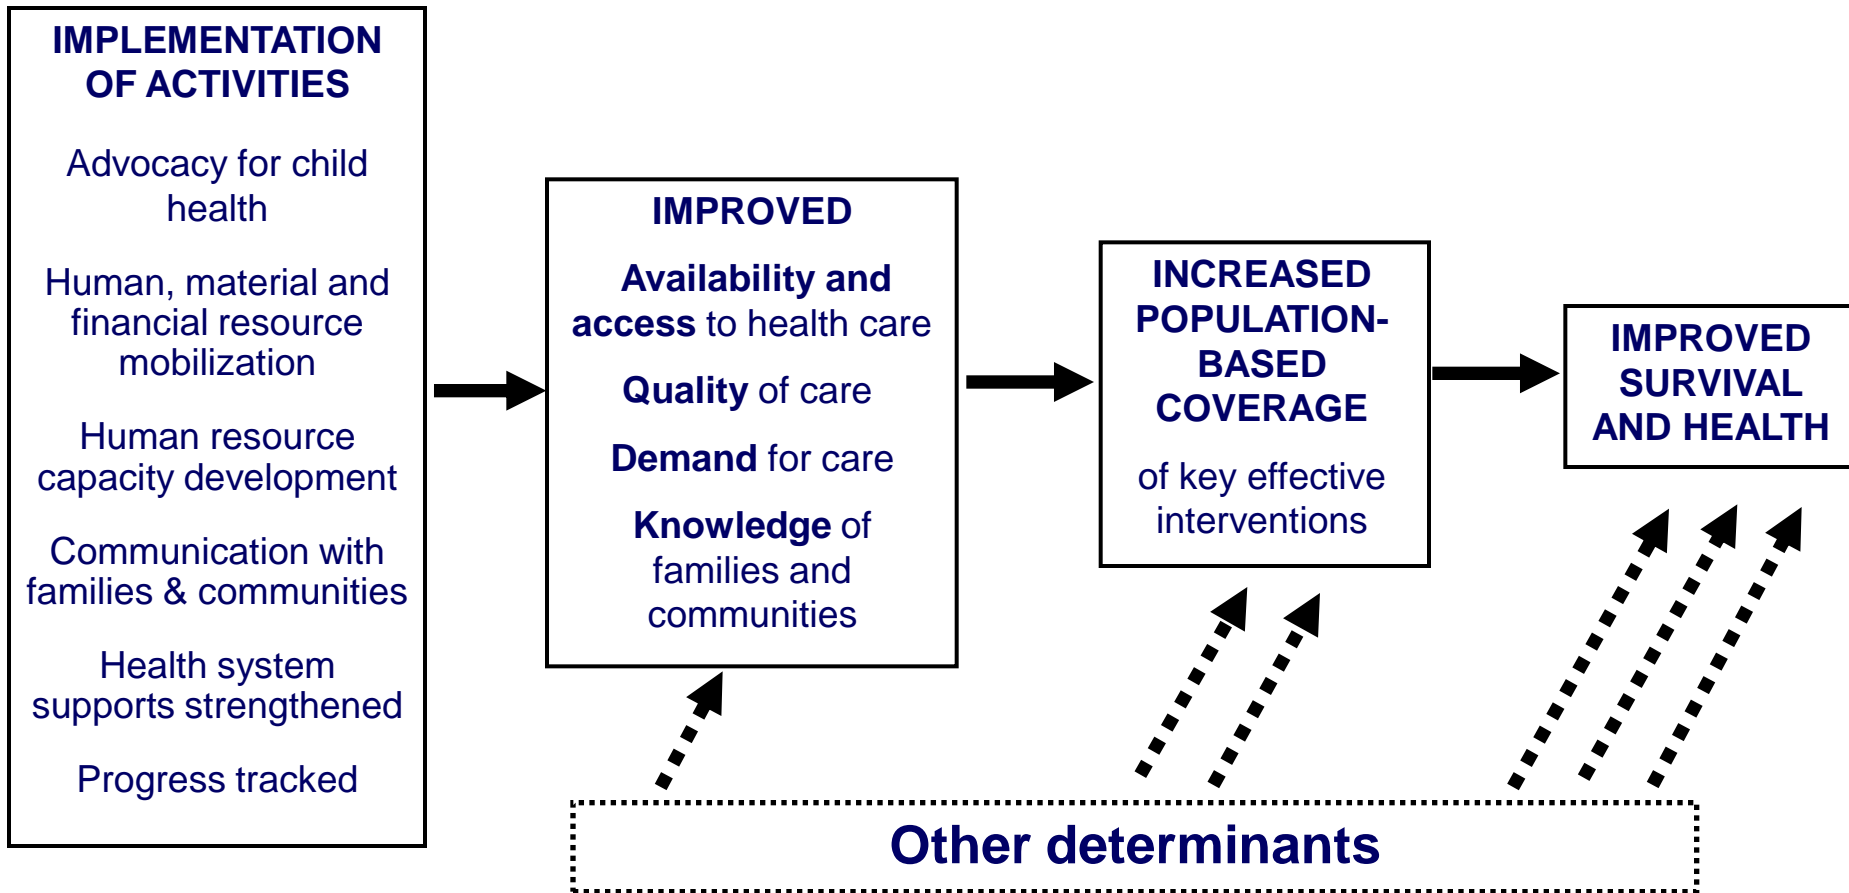 IMPLEMENTATION
OF ACTIVITIES
Advocacy for child
health
Human, material and
financial resource
mobilization
Human resource
capacity development
Communication with
families & communities
Health system
supports strengthened
Progress tracked
IMPROVED
Availability and
access to health care
Quality of care
Demand for care
Knowledge of
families and
communities
INCREASED
POPULATION-
BASED
COVERAGE
of key effective
interventions
IMPROVED
SURVIVAL
AND HEALTH
Other determinants